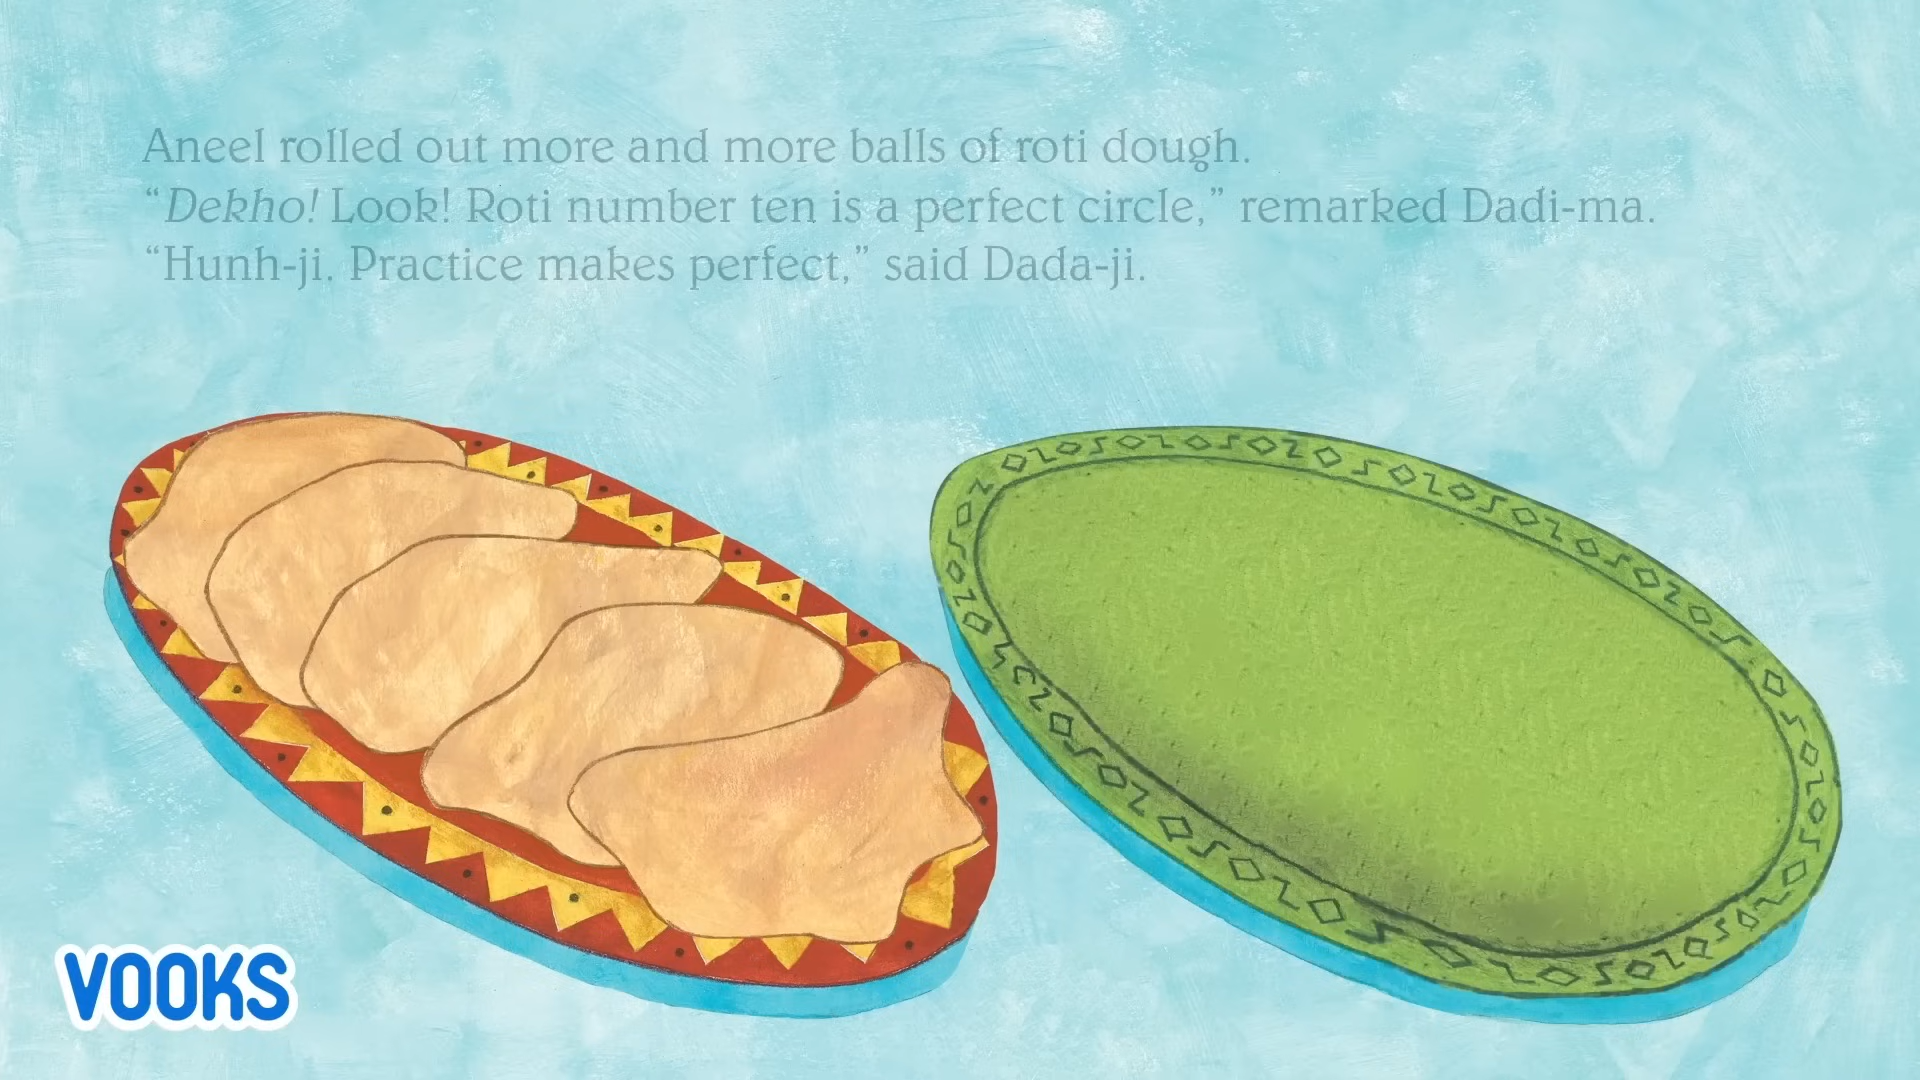 Aneel rolled out more and more balls of roti dough.
“Dekho! Look! Roti number ten is a perfect circle,” remarked Dadi-ma.
“Hunh-ji. Practice makes perfect,” said Dada-ji.
VOOKS